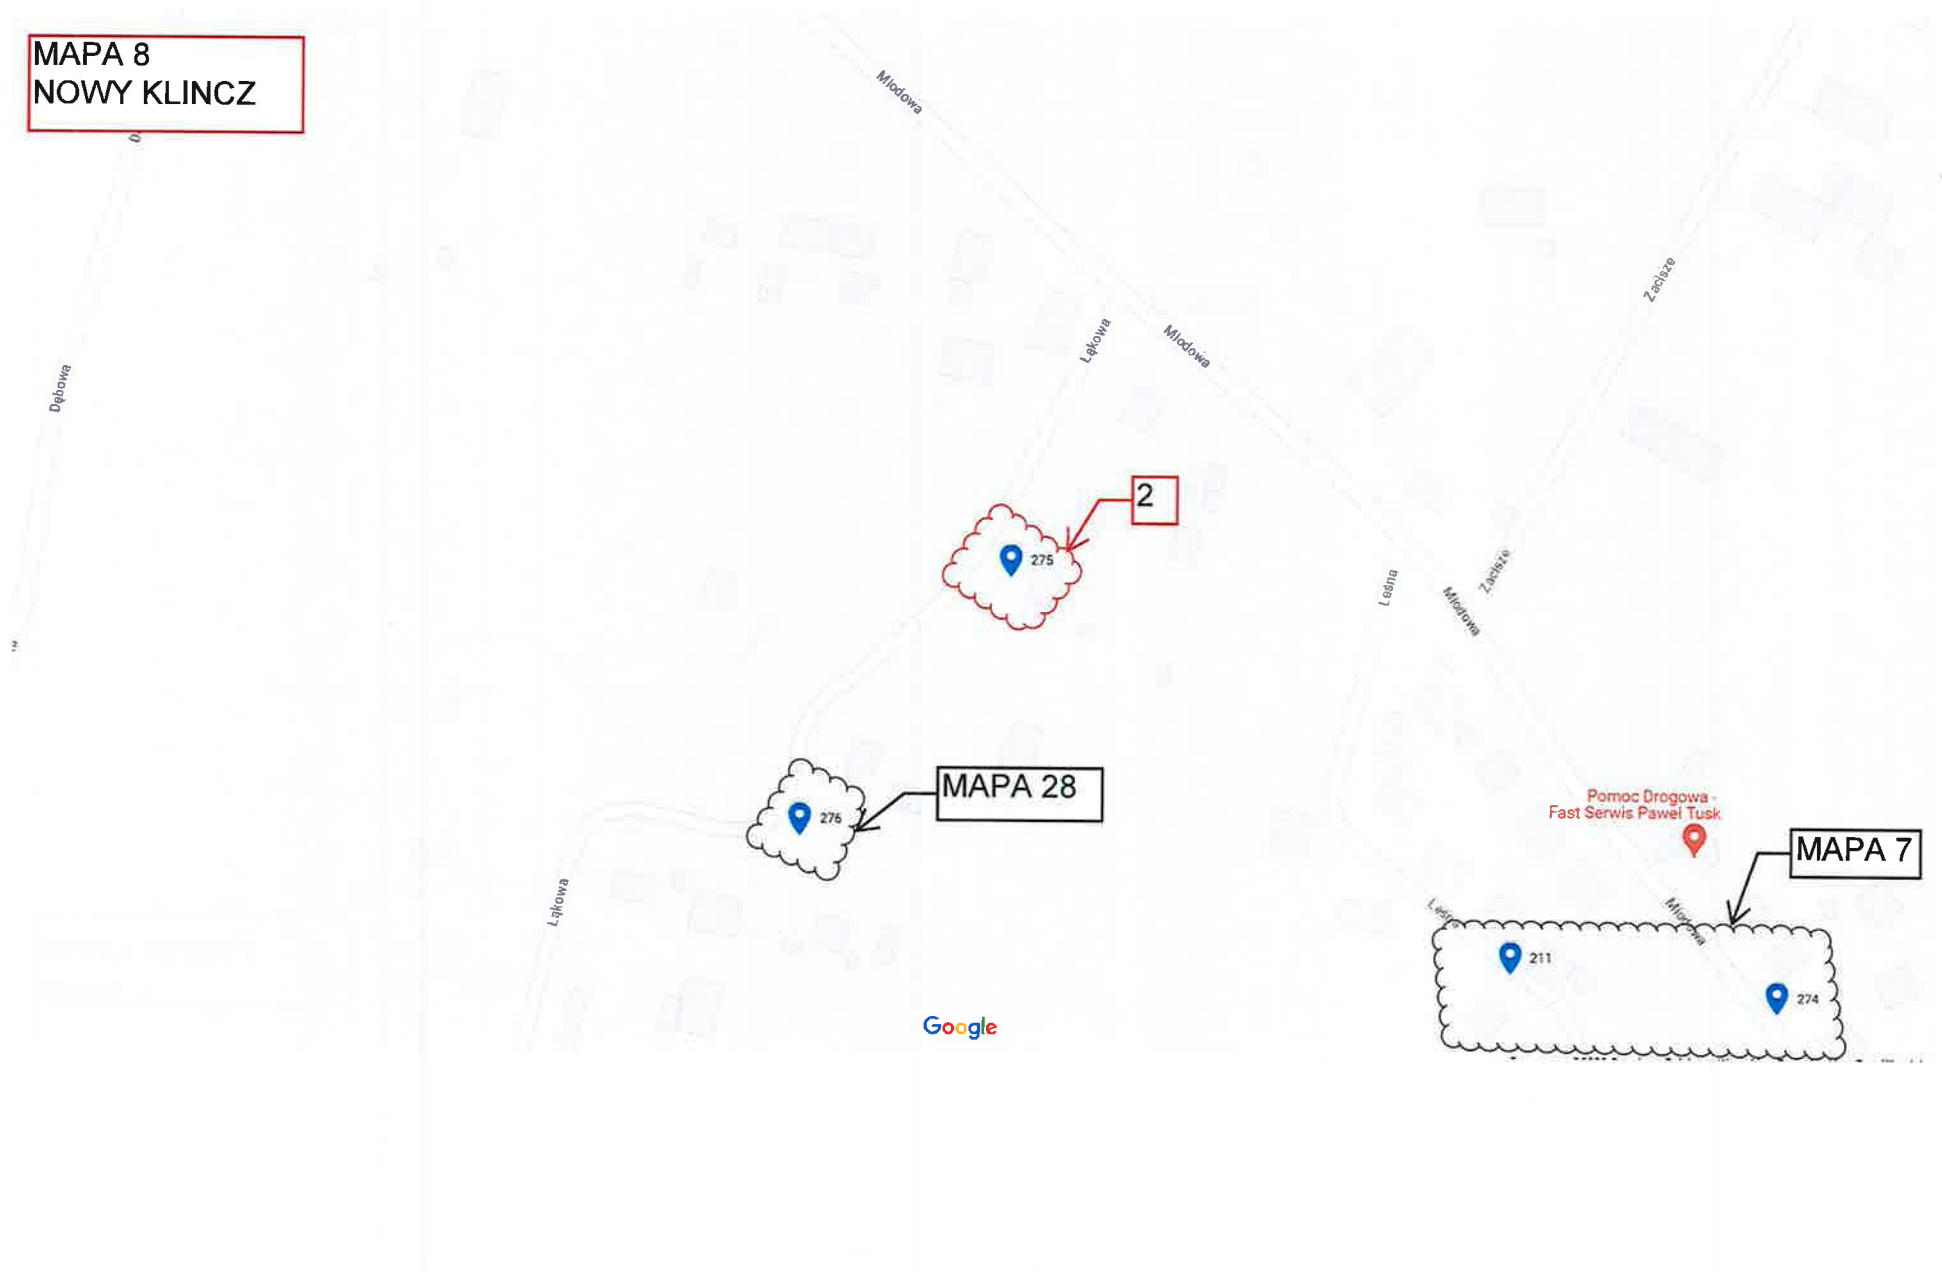 MAPA 8
NOWY KLINCZ
Miodowa
Zacisze
Łąkowa
Miodowa
Dębowa
2
275
Leśna
Zacisze
Miodowa
MAPA 28
276
Pomoc Drogowa -
Fast Serwis Paweł Tusk
MAPA 7
Łąkowa
Leśna
Miodowa
211
274
Google